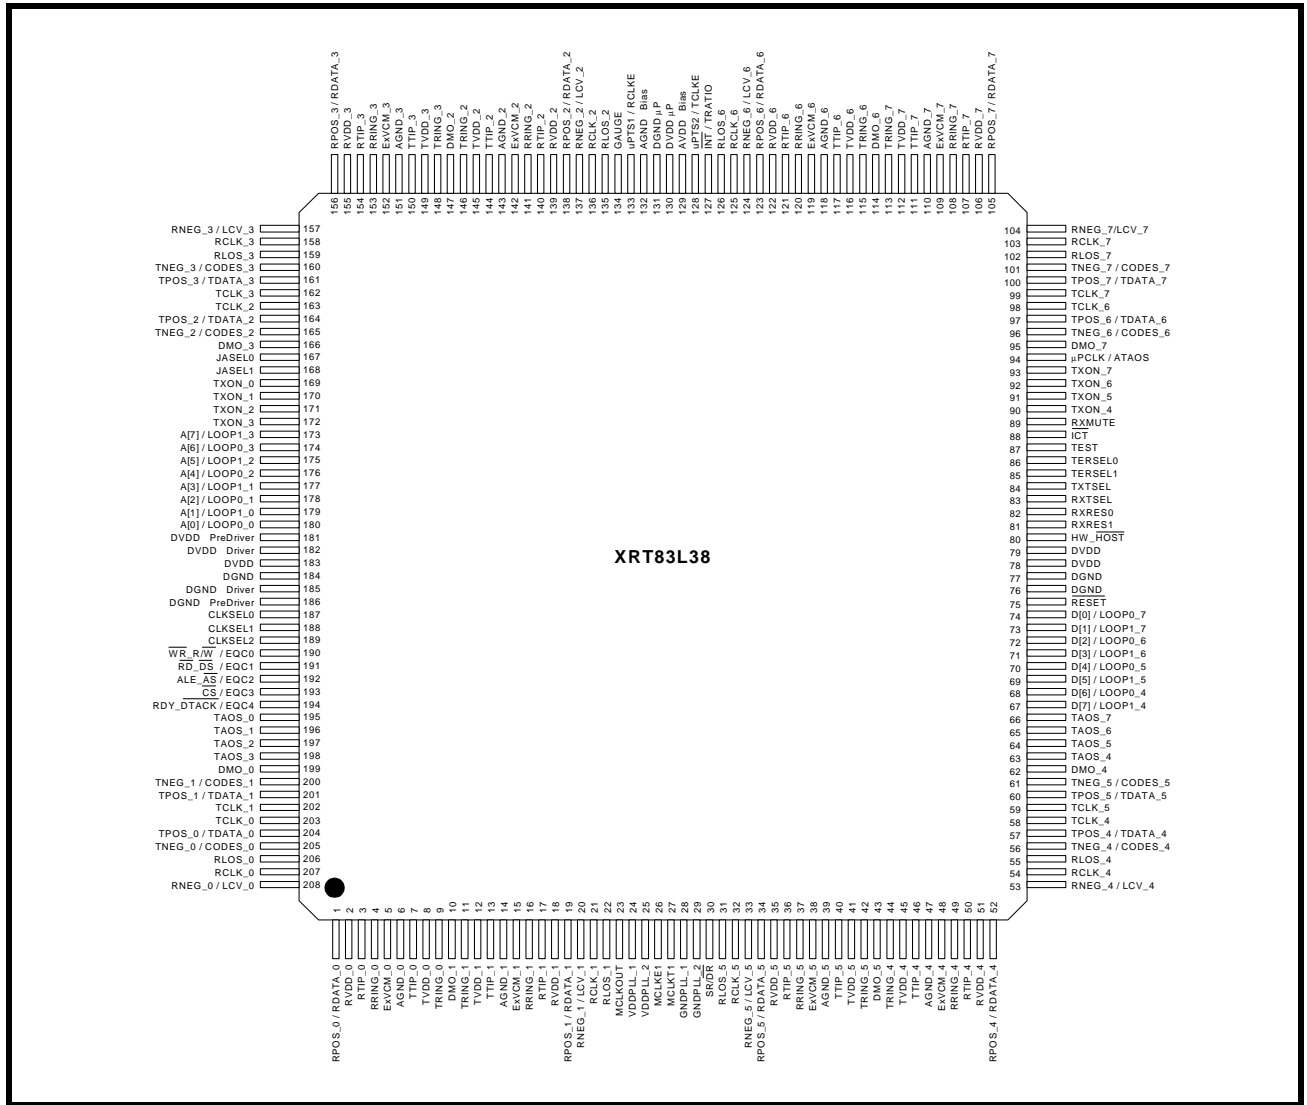 RPOS_3 / RDATA_3
RVDD_3
RTIP_3
RRING_3
ExVCM_3
AGND_3
TTIP_3
TVDD_3
TRING_3
DMO_2
TRING_2
TVDD_2
TTIP_2
AGND_2
ExVCM_2
RRING_2
RTIP_2
RVDD_2
RPOS_2 / RDATA_2
RNEG_2 / LCV_2
RCLK_2
RLOS_2
GAUGE
uPTS1 / RCLKE
AGND Bias
DGND µP
DVDD µP
AVDD Bias
uPTS2 / TCLKE
INT / TRATIO
RLOS_6
RCLK_6
RNEG_6 / LCV_6
RPOS_6 / RDATA_6
RVDD_6
RTIP_6
RRING_6
ExVCM_6
AGND_6
TTIP_6
TVDD_6
TRING_6
DMO_6
TRING_7
TVDD_7
TTIP_7
AGND_7
ExVCM_7
RRING_7
RTIP_7
RVDD_7
RPOS_7 / RDATA_7
156
155
154
153
152
151
150
149
148
147
146
145
144
143
142
141
140
139
138
137
136
135
134
133
132
131
130
129
128
127
126
125
124
123
122
121
120
119
118
117
116
115
114
113
112
111
110
109
108
107
106
105
RNEG_3 / LCV_3 157
RCLK_3 158
RLOS_3 159
TNEG_3 / CODES_3 160
TPOS_3 / TDATA_3 161
TCLK_3 162
TCLK_2 163
TPOS_2 / TDATA_2 164
TNEG_2 / CODES_2 165
DMO_3 166
JASEL0 167
JASEL1 168
TXON_0 169
TXON_1 170
TXON_2 171
TXON_3 172
A[7] / LOOP1_3 173
A[6] / LOOP0_3 174
A[5] / LOOP1_2 175
A[4] / LOOP0_2 176
A[3] / LOOP1_1 177
A[2] / LOOP0_1 178
A[1] / LOOP1_0 179
A[0] / LOOP0_0 180
DVDD PreDriver 181
DVDD Driver 182
DVDD 183
DGND 184
DGND Driver 185
DGND PreDriver 186
CLKSEL0 187
CLKSEL1 188
CLKSEL2 189
WR_R/W / EQC0 190
RD_DS / EQC1 191
ALE_AS / EQC2 192
CS / EQC3 193
RDY_DTACK / EQC4 194
TAOS_0 195
TAOS_1 196
TAOS_2 197
TAOS_3 198
DMO_0 199
TNEG_1 / CODES_1 200
TPOS_1 / TDATA_1 201
TCLK_1 202
TCLK_0 203
TPOS_0 / TDATA_0 204
TNEG_0 / CODES_0 205
RLOS_0 206
RCLK_0 207
RNEG_0 / LCV_0 208
XRT83L38
104 RNEG_7/LCV_7
103 RCLK_7
102 RLOS_7
101 TNEG_7 / CODES_7
100 TPOS_7 / TDATA_7
99 TCLK_7
98 TCLK_6
97 TPOS_6 / TDATA_6
96 TNEG_6 / CODES_6
95 DMO_7
94 µPCLK / ATAOS
93 TXON_7
92 TXON_6
91 TXON_5
90 TXON_4
89 RXMUTE
88 ICT
87 TEST
86 TERSEL0
85 TERSEL1
84 TXTSEL
83 RXTSEL
82 RXRES0
81 RXRES1
80 HW_HOST
79 DVDD
78 DVDD
77 DGND
76 DGND
75 RESET
74 D[0] / LOOP0_7
73 D[1] / LOOP1_7
72 D[2] / LOOP0_6
71 D[3] / LOOP1_6
70 D[4] / LOOP0_5
69 D[5] / LOOP1_5
68 D[6] / LOOP0_4
67 D[7] / LOOP1_4
66 TAOS_7
65 TAOS_6
64 TAOS_5
63 TAOS_4
62 DMO_4
61 TNEG_5 / CODES_5
60 TPOS_5 / TDATA_5
59 TCLK_5
58 TCLK_4
57 TPOS_4 / TDATA_4
56 TNEG_4 / CODES_4
55 RLOS_4
54 RCLK_4
53 RNEG_4 / LCV_4
1
2
3
4
5
6
7
8
9
10
11
12
13
14
15
16
17
18
19
20
21
22
23
24
25
26
27
28
29
30
31
32
33
34
35
36
37
38
39
40
41
42
43
44
45
46
47
48
49
50
51
52
RPOS_0 / RDATA_0
RVDD_0
RTIP_0
RRING_0
ExVCM_0
AGND_0
TTIP_0
TVDD_0
TRING_0
DMO_1
TRING_1
TVDD_1
TTIP_1
AGND_1
ExVCM_1
RRING_1
RTIP_1
RVDD_1
RPOS_1 / RDATA_1
RNEG_1 / LCV_1
RCLK_1
RLOS_1
MCLKOUT
VDDPLL_1
VDDPLL_2
MCLKE1
MCLKT1
GNDPLL_1
GNDPLL_2
SR/DR
RLOS_5
RCLK_5
RNEG_5 / LCV_5
RPOS_5 / RDATA_5
RVDD_5
RTIP_5
RRING_5
ExVCM_5
AGND_5
TTIP_5
TVDD_5
TRING_5
DMO_5
TRING_4
TVDD_4
TTIP_4
AGND_4
ExVCM_4
RRING_4
RTIP_4
RVDD_4
RPOS_4 / RDATA_4